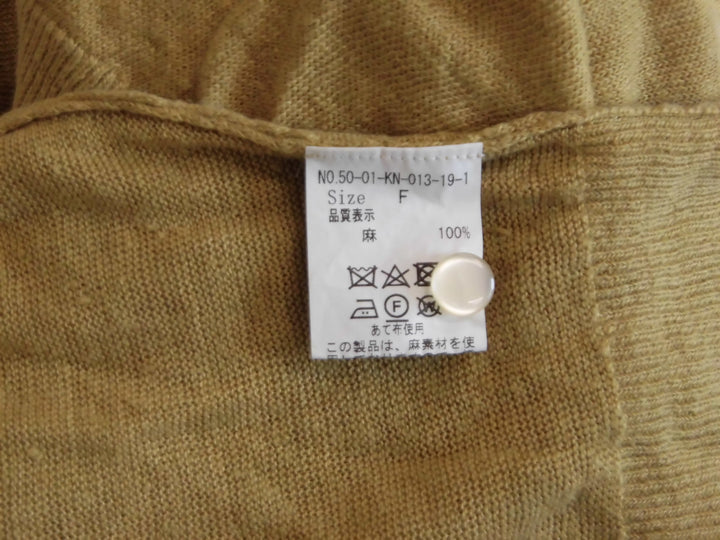 NO.50-01-KN-013-19-1
Size F
品質表示
麻 100%
F
あて布使用
この製品は、麻素材を使